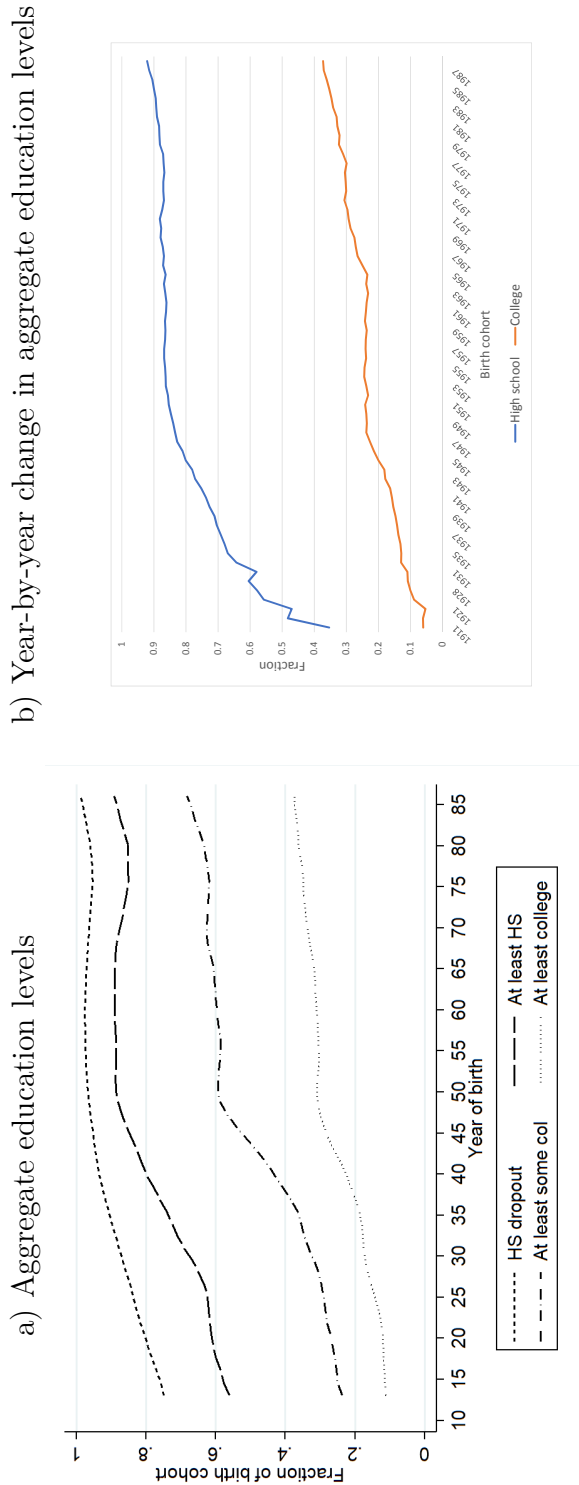 a) Aggregate education levels
Fraction of birth cohort
1
.8
.6
.4
.2
0
10 15 20 25 30 35 40 45 50 55 60 65 70 75 80 85
Year of birth
HS dropout At least HS
At least some col At least college
b) Year-by-year change in aggregate education levels
Fraction
1
0.9
0.8
0.7
0.6
0.5
0.4
0.3
0.2
0.1
0
1911 1921 1928 1931 1935 1937 1939 1941 1943 1945 1947 1949 1951 1953 1955 1957 1959 1961 1963 1965 1967 1969 1971 1973 1975 1977 1979 1981 1983 1985 1987
Birth cohort
High school College